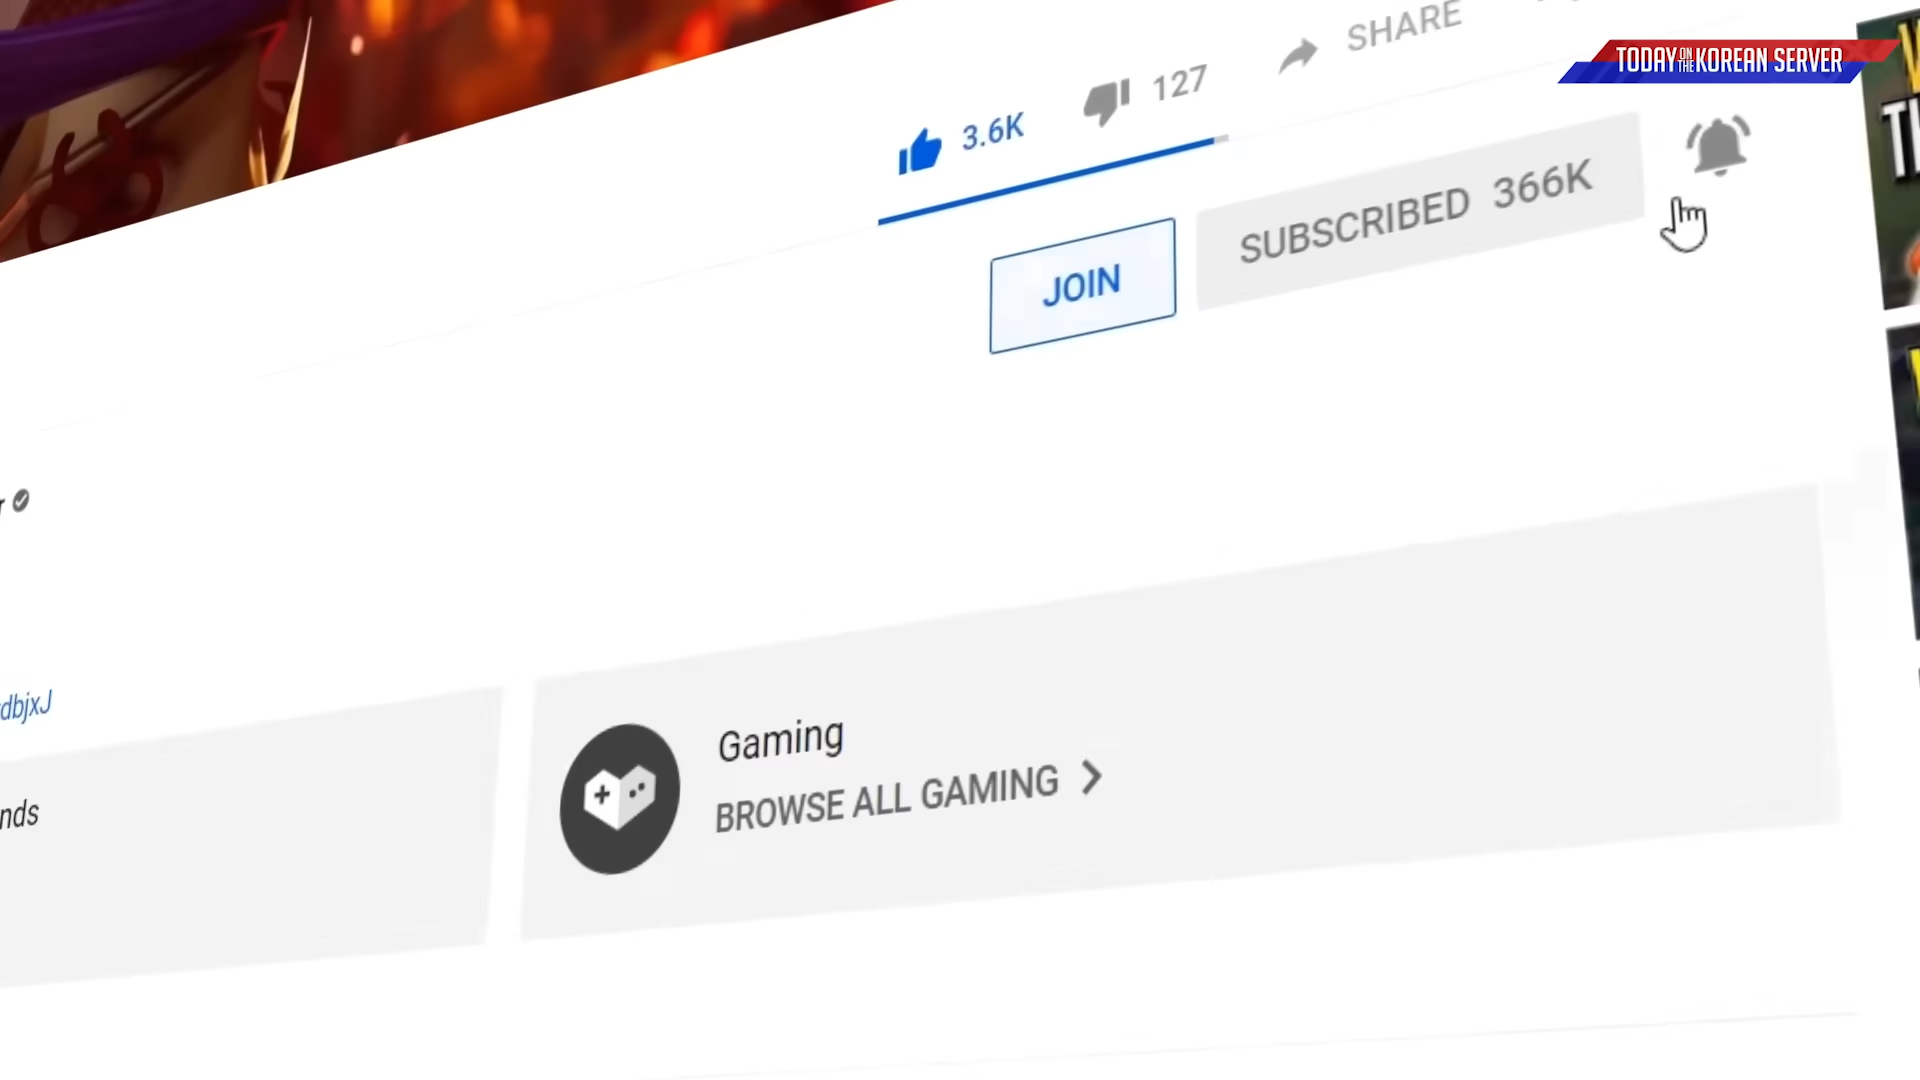 TODAY ON THE KOREAN SERVER
SHARE
3.6K
127
JOIN
SUBSCRIBED 366K
dbjxJ
nds
Gaming
BROWSE ALL GAMING